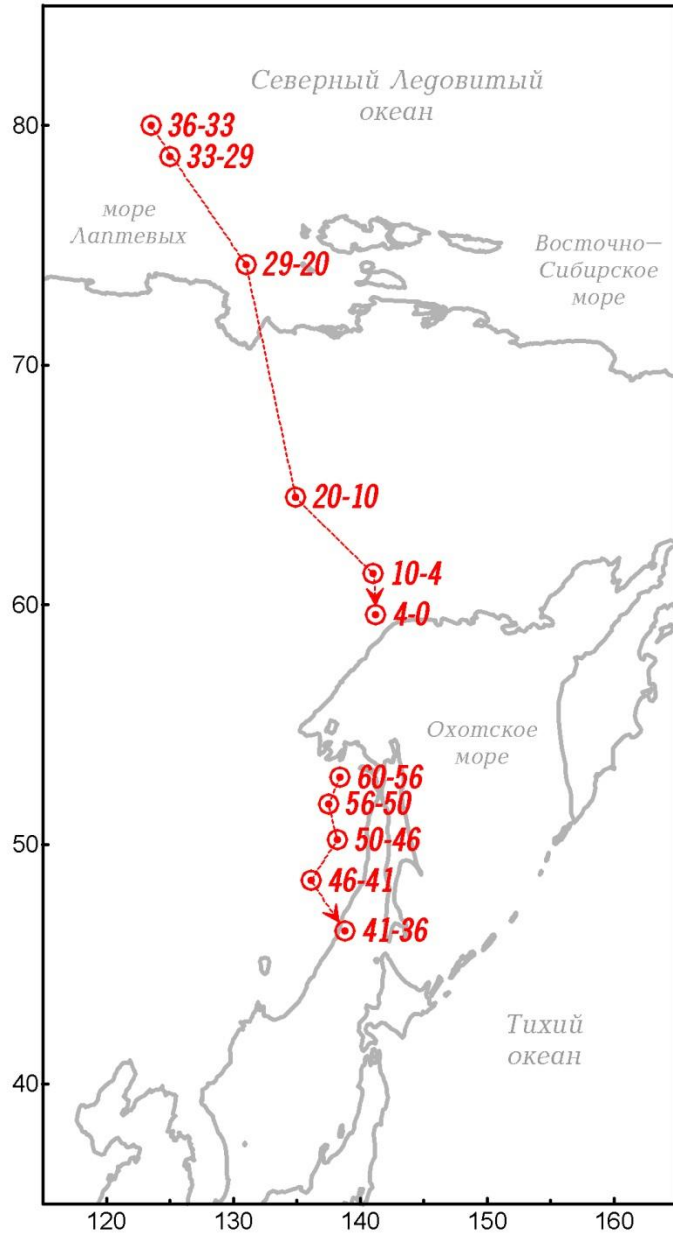 Северный Ледовитый
океан
80
36-33
33-29
море
Лаптевых
29-20
Восточно-
Сибирское
море
70
20-10
10-4
60
4-0
Охотское
море
60-56
56-50
50
50-46
46-41
41-36
Тихий
океан
40
120
130
140
150
160